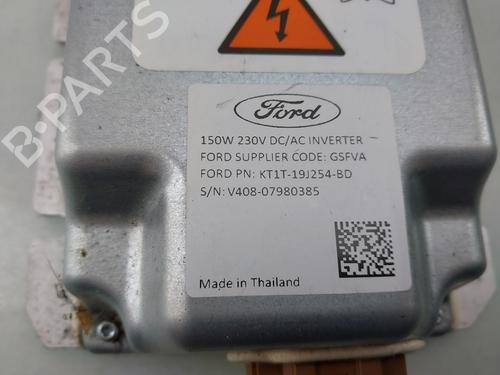 B-PARTS
Ford
150W 230V DC/AC INVERTER
FORD SUPPLIER CODE: GSFVA
FORD PN: KT1T-19J254-BD
S/N: V408-07980385
Made in Thailand